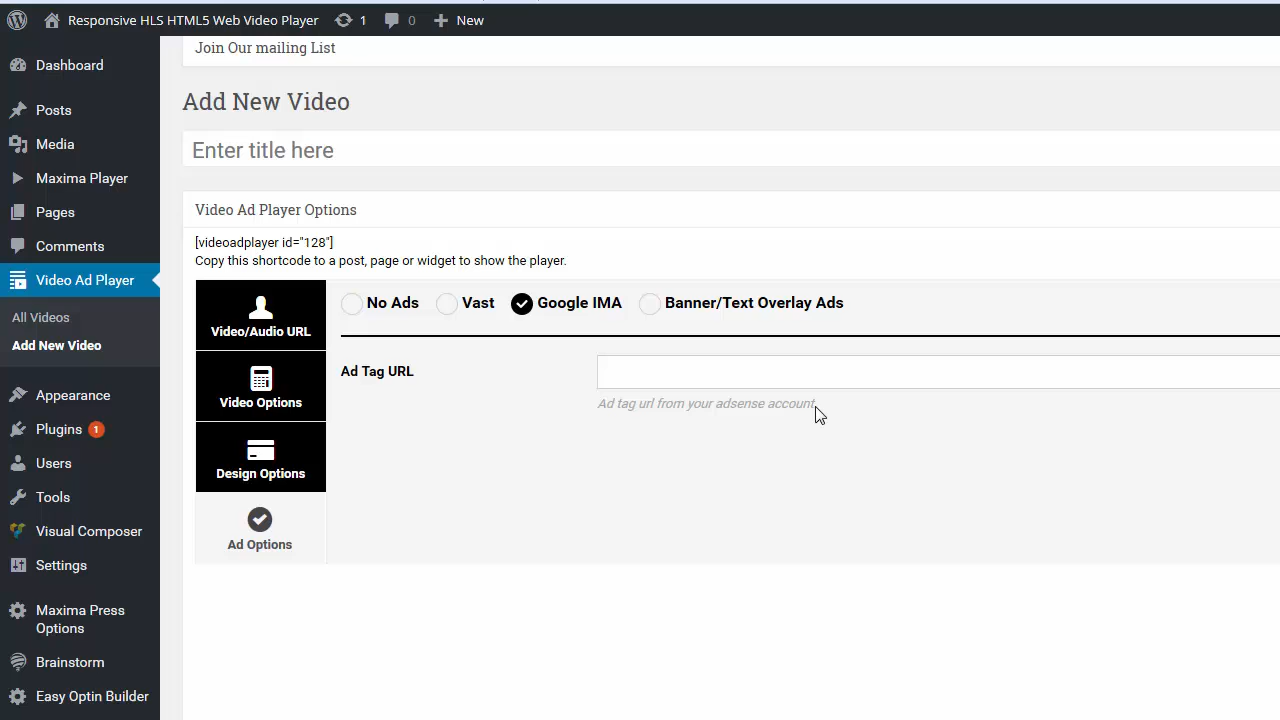 Responsive HLS HTML5 Web Video Player 1 0 New
Dashboard
Posts
Media
Maxima Player
Pages
Comments
Video Ad Player
All Videos
Add New Video
Appearance
Plugins 1
Users
Tools
Visual Composer
Settings
Maxima Press
Options
Brainstorm
Easy Optin Builder
Join Our mailing List
Add New Video
Enter title here
Video Ad Player Options
[videoadplayer id="128"]
Copy this shortcode to a post, page or widget to show the player.
Video/Audio URL
Video Options
Design Options
Ad Options
No Ads Vast Google IMA Banner/Text Overlay Ads
Ad Tag URL
Ad tag url from your adsense account.